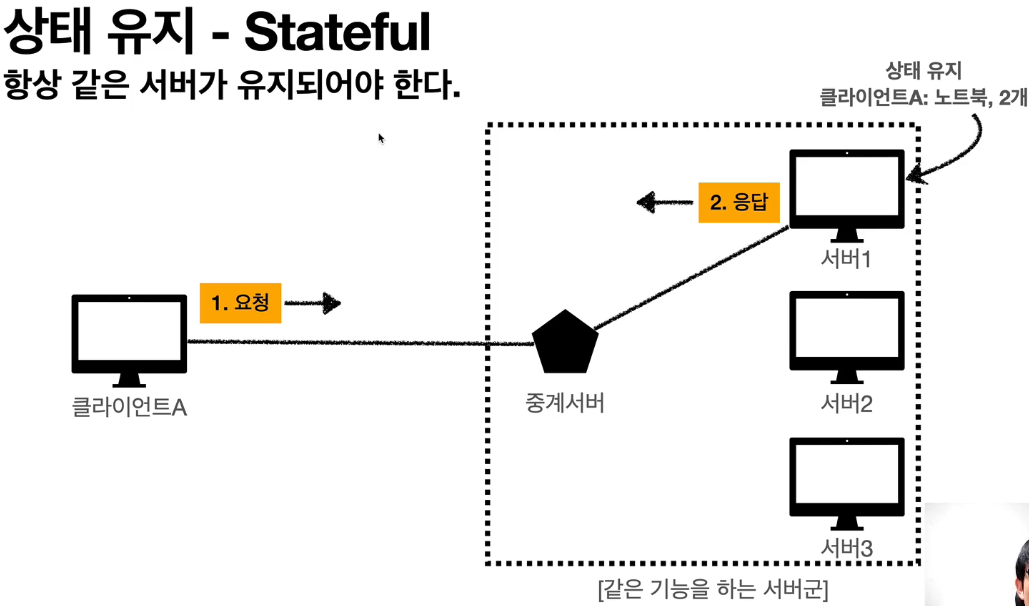 상태 유지 - Stateful
항상 같은 서버가 유지되어야 한다.
상태 유지
클라이언트A: 노트북, 2개
2. 응답
서버1
1. 요청
클라이언트A
중계서버
서버2
서버3
[같은 기능을 하는 서버군]